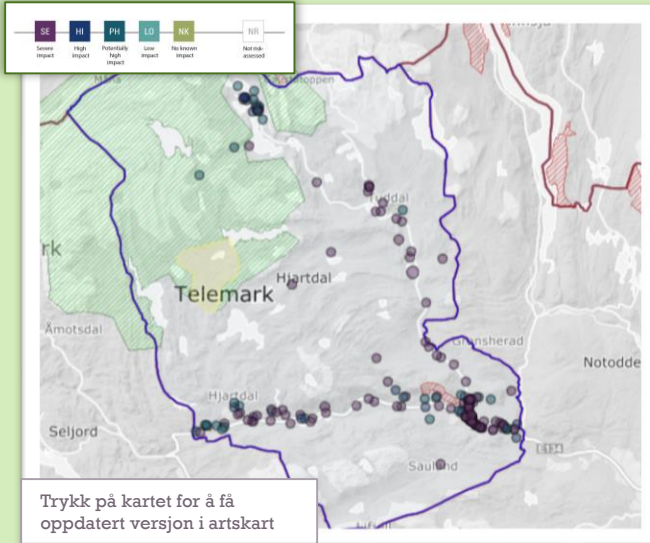 SE HI PH LO NK NR
Severe impact High impact Potentially high impact Low impact No known impact Not risk-assessed
Tuddal
rk
Hjartdal
Telemark
Åmotsdal
Gransherad
Notodde
Hjartdal
Seljord
E134
Sauland
Trykk på kartet for å få
oppdatert versjon i artskart